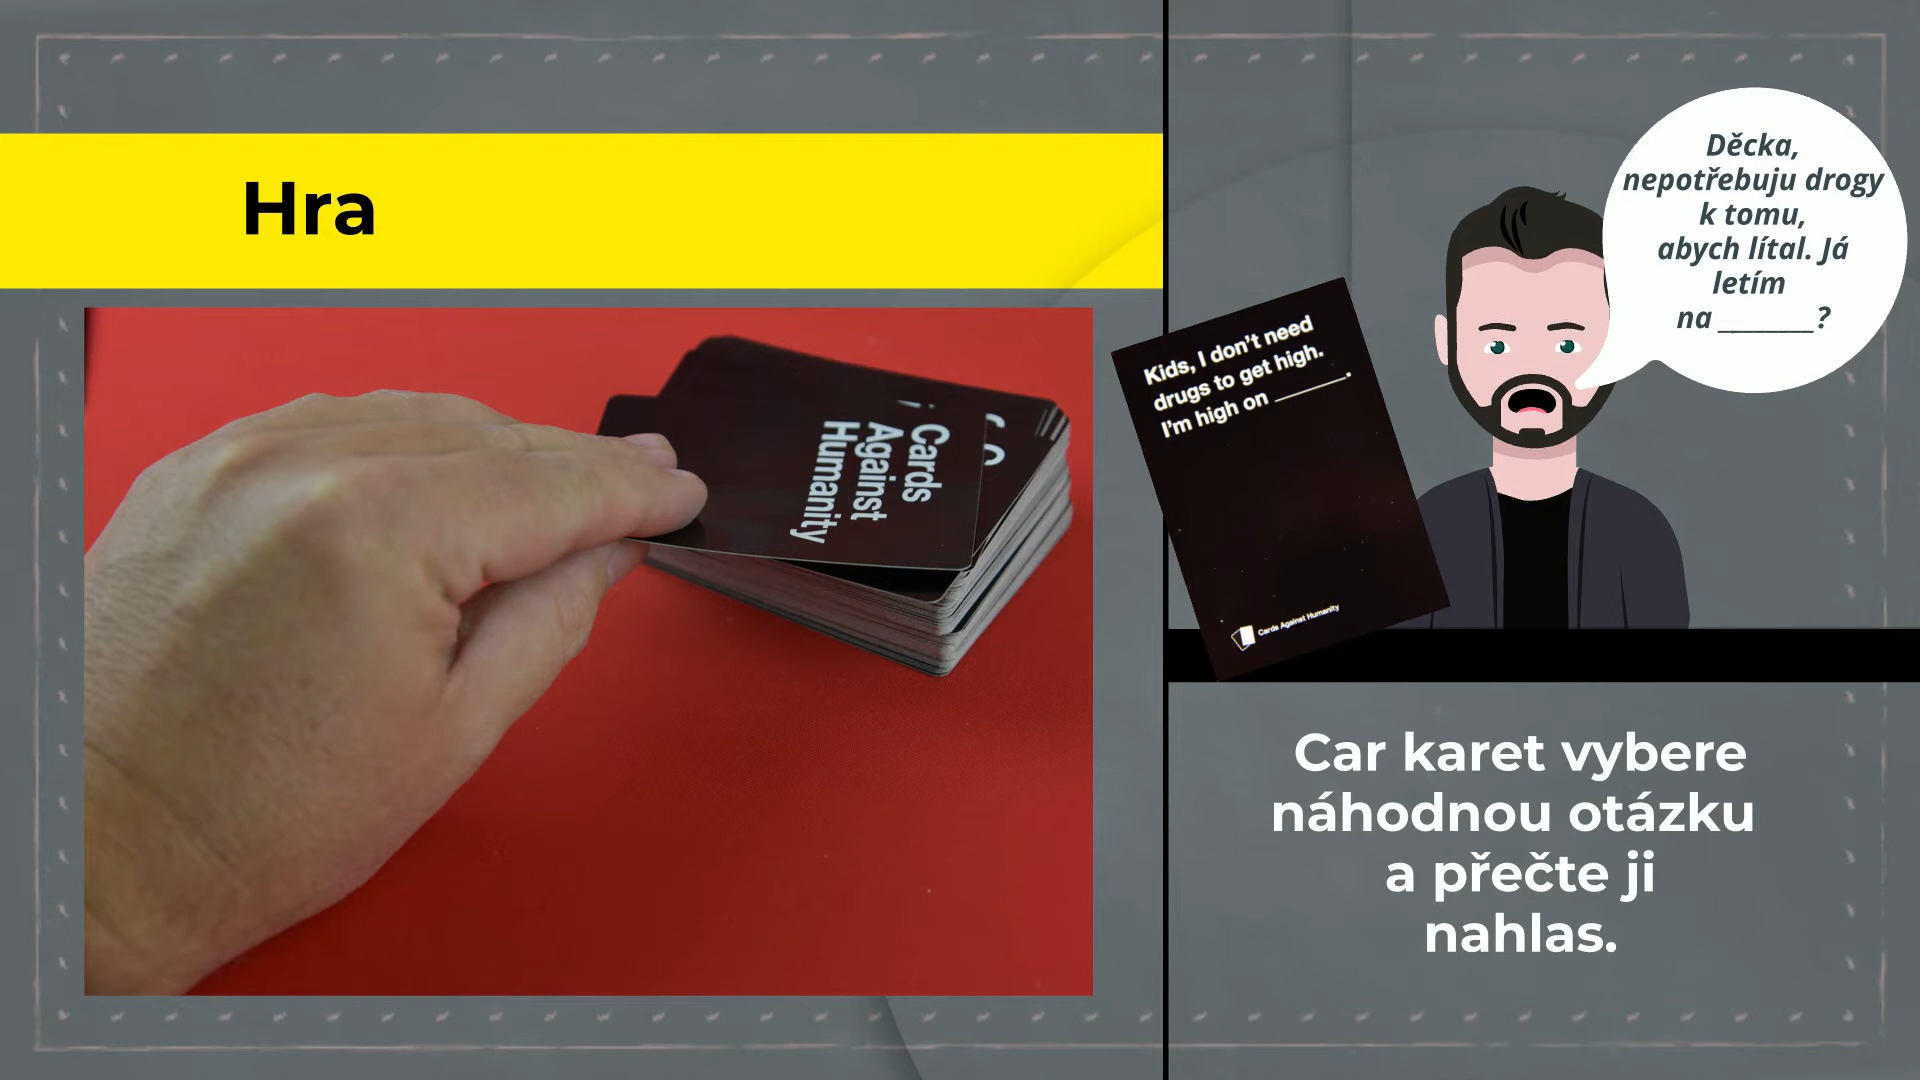 Hra
Cards
Against
Humanity
Kids, I don't need
drugs to get high.
I'm high on ______.
Cards Against Humanity
Děcka,
nepotřebuju drogy
k tomu,
abych lítal. Já
letím
na ______?
Car karet vybere
náhodnou otázku
a přečte ji
nahlas.